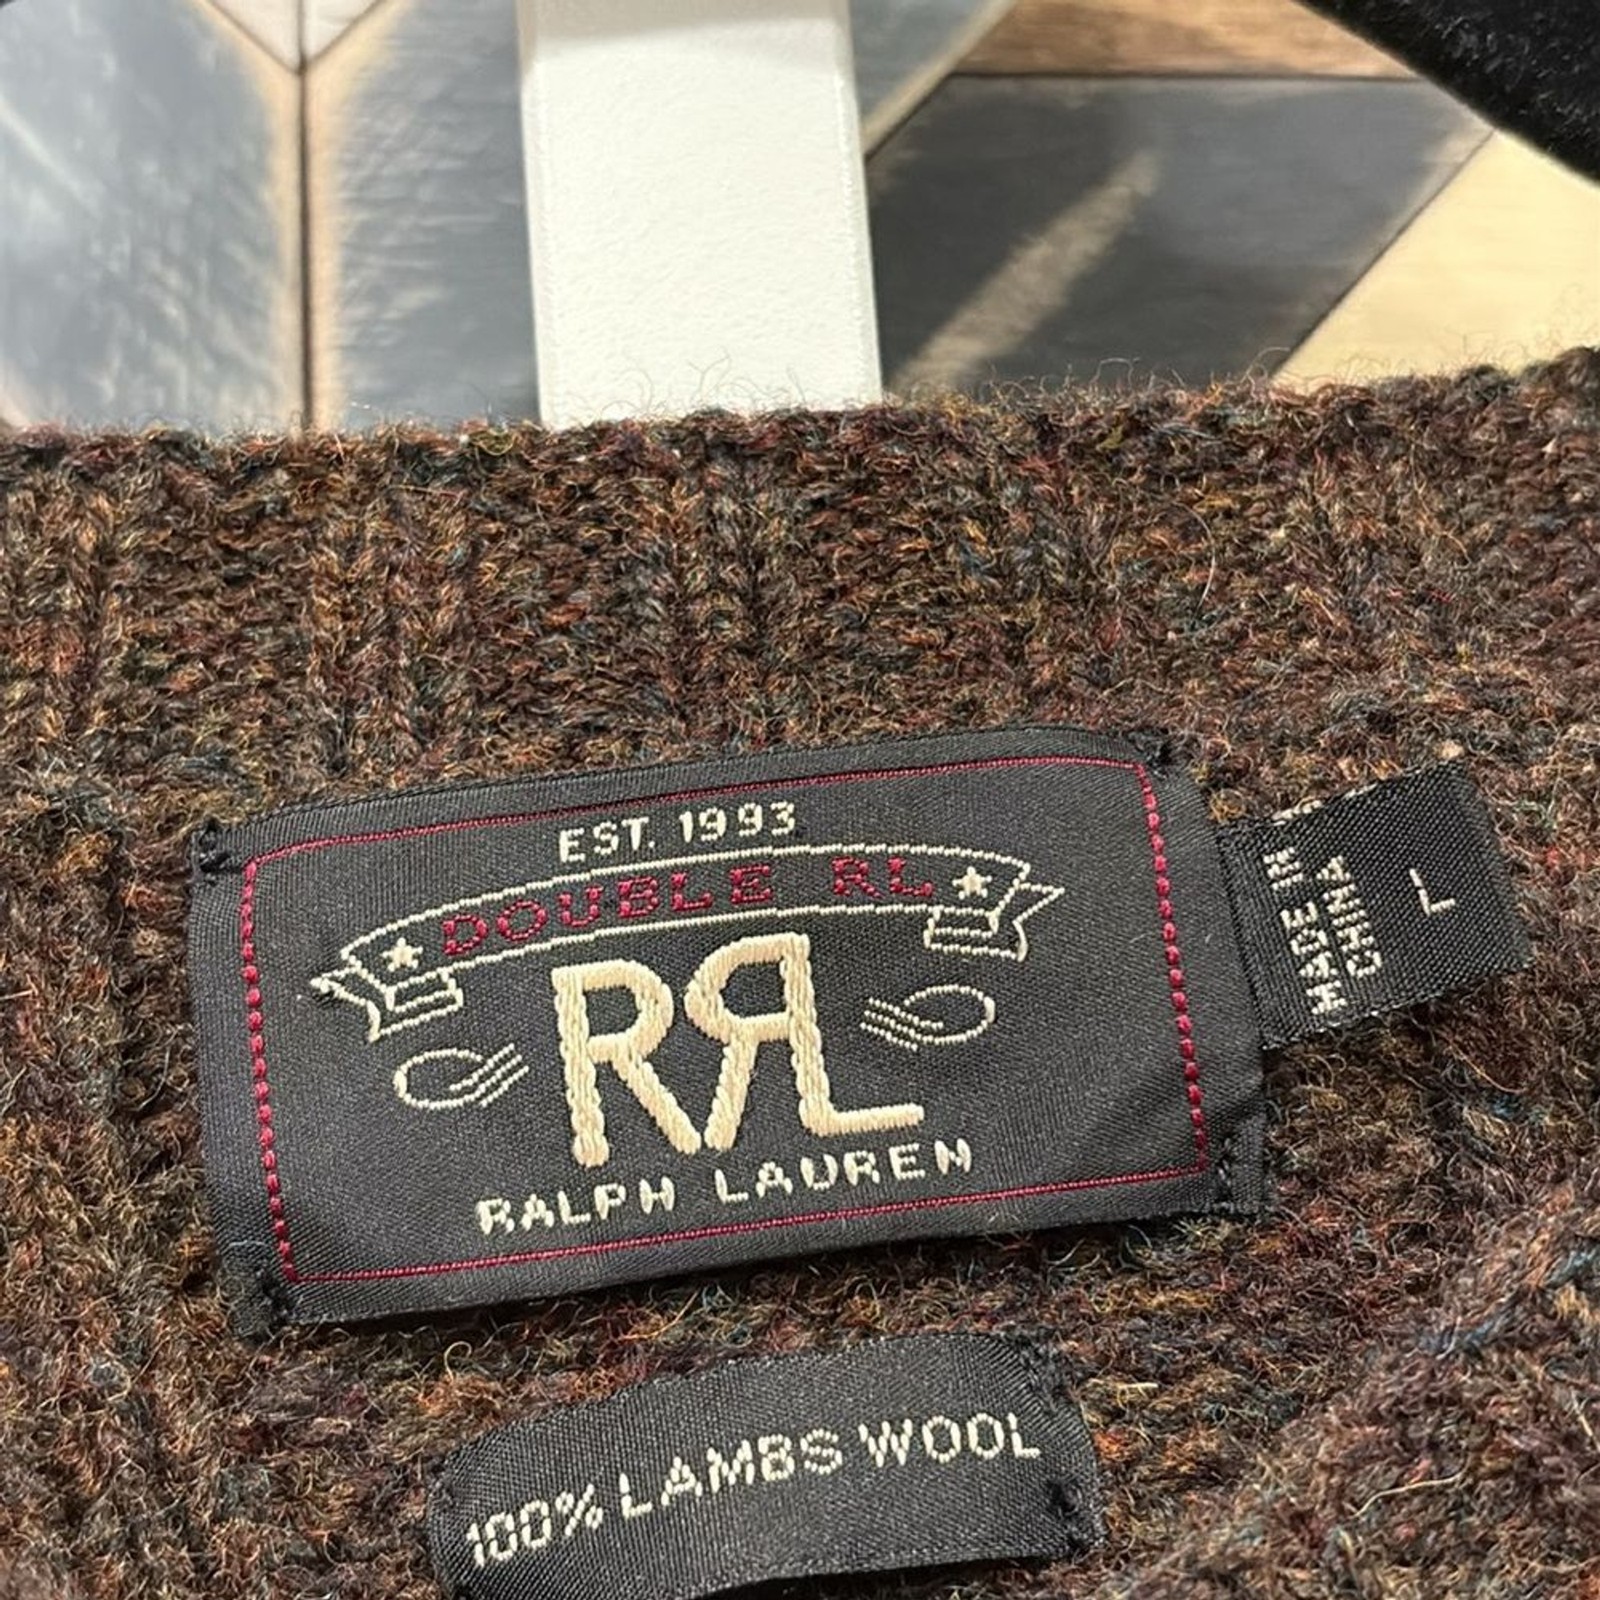 EST. 1993
DOUBLE RL
RRL
RALPH LAUREN
MADE IN
CHINA
L
100% LAMBS WOOL